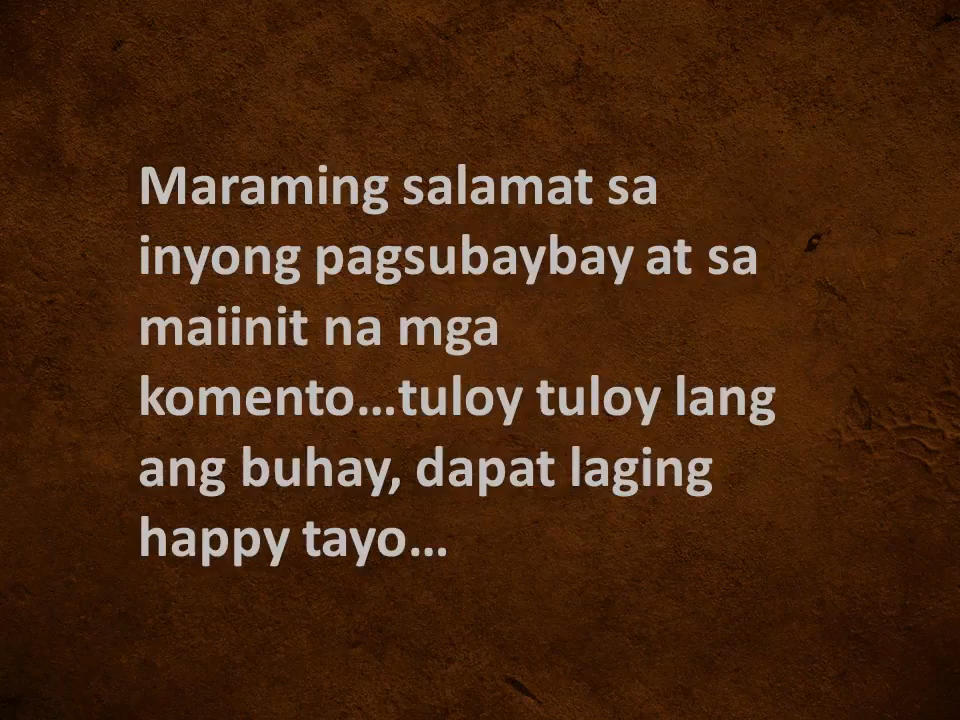 Maraming salamat sa
inyong pagsubaybay at sa
maiinit na mga
komento…tuloy tuloy lang
ang buhay, dapat laging
happy tayo…